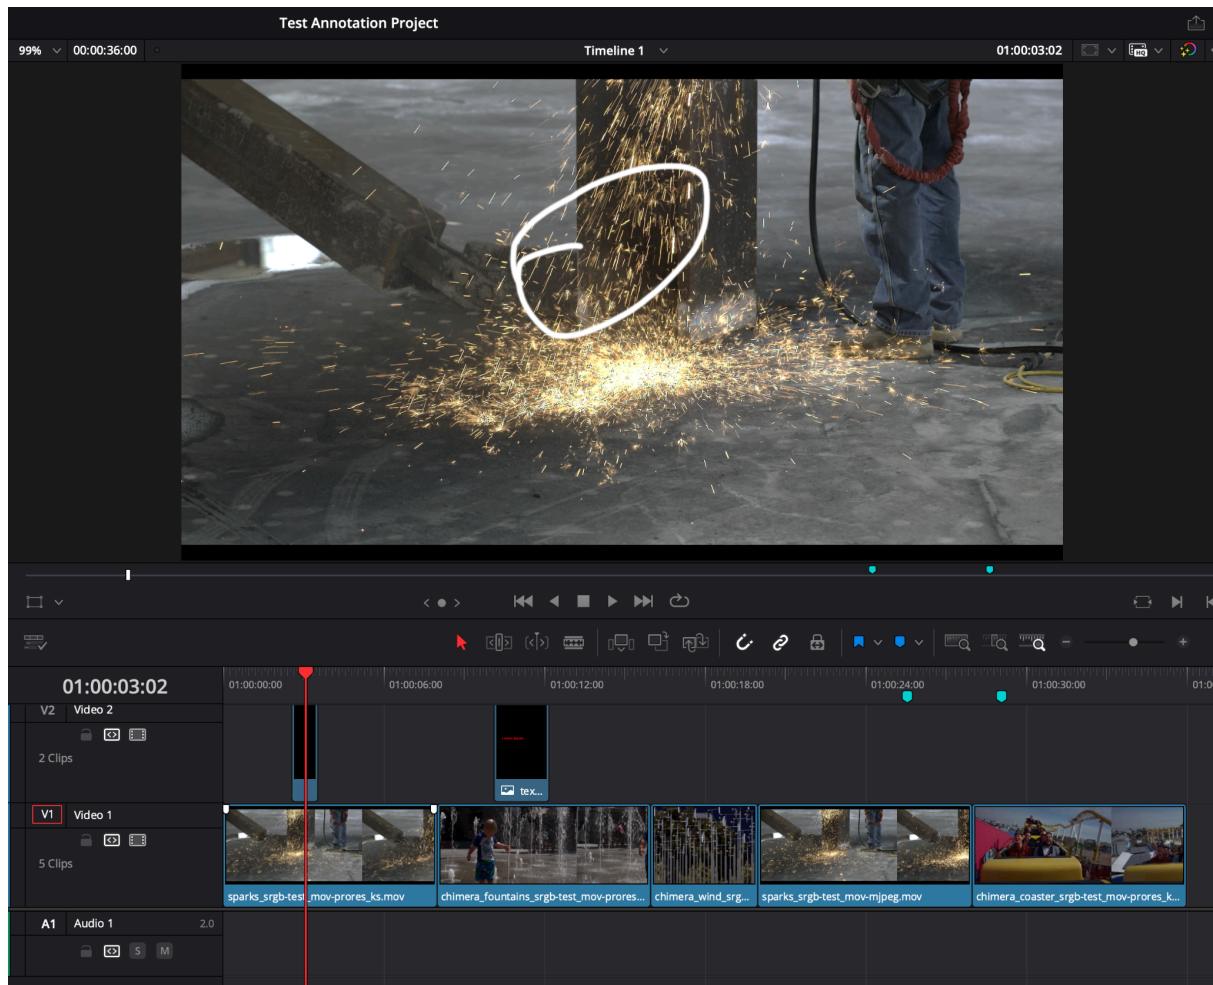 Test Annotation Project
99% 00:00:36:00 Timeline 1 01:00:03:02
HQ
01:00:03:02 01:00:00:00 01:00:06:00 01:00:12:00 01:00:18:00 01:00:24:00 01:00:30:00 01:0
V2 Video 2
2 Clips
tex...
V1 Video 1
5 Clips
sparks_srgb-test_mov-prores_ks.mov chimera_fountains_srgb-test_mov-prores... chimera_wind_srg... sparks_srgb-test_mov-mjpeg.mov chimera_coaster_srgb-test_mov-prores_k...
A1 Audio 1 2.0
S M